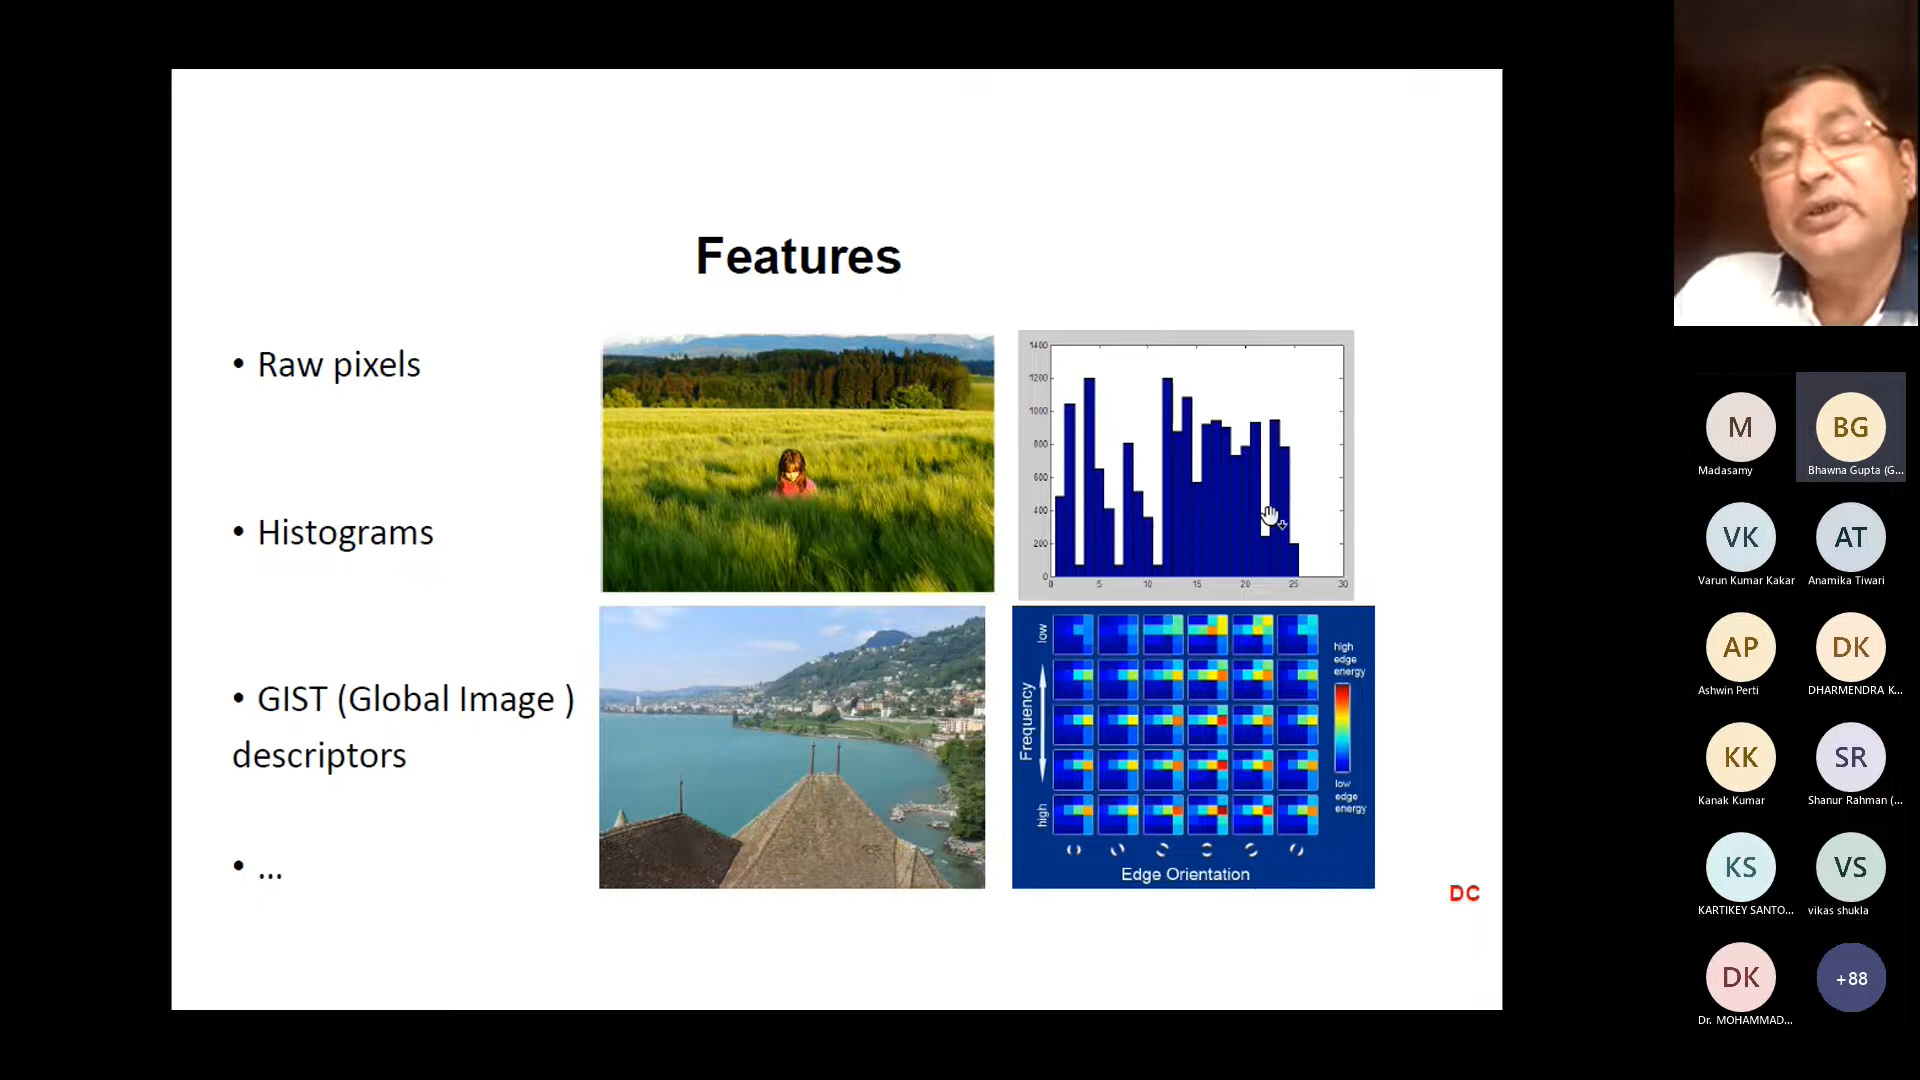 Features
• Raw pixels
• Histograms
• GIST (Global Image )
descriptors
• ...
1400
1200
1000
800
600
400
200
0
0 5 10 15 20 25 30
low
Frequency
high
high
edge
energy
low
edge
energy
Edge Orientation
DC
M
Madasamy
BG
Bhawna Gupta (G...
VK
Varun Kumar Kakar
AT
Anamika Tiwari
AP
Ashwin Perti
DK
DHARMENDRA K...
KK
Kanak Kumar
SR
Shanur Rahman (...
KS
KARTIKEY SANTO...
VS
vikas shukla
DK
Dr. MOHAMMAD...
+88